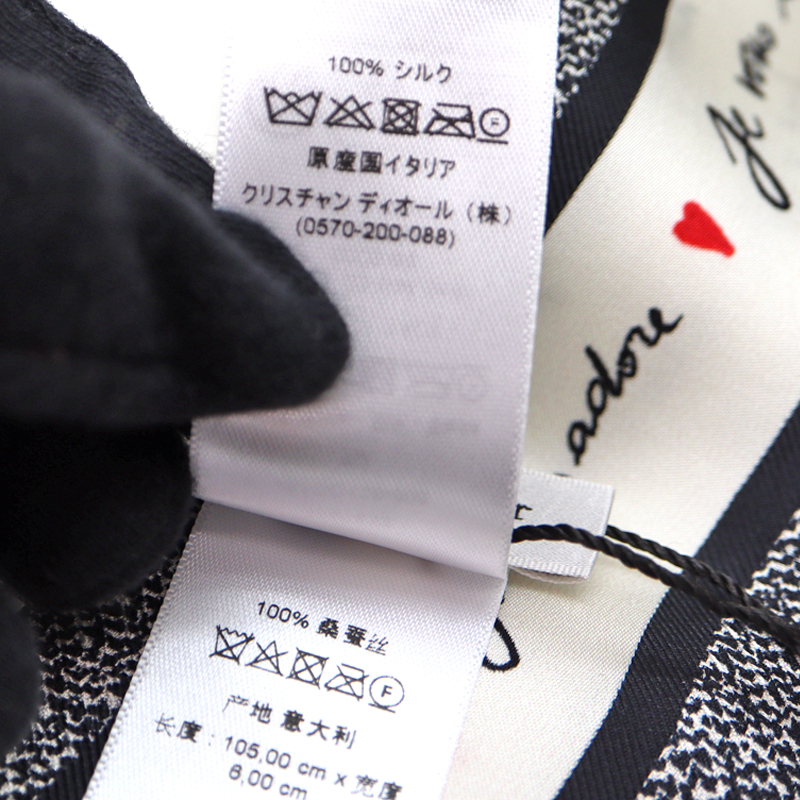 100% シルク
原産国イタリア
クリスチャン ディオール（株）
(0570-200-088)
Je
adore
r
100% 桑蚕丝
F
产地 意大利
长度：105,00 cm x 宽度
6,00 cm